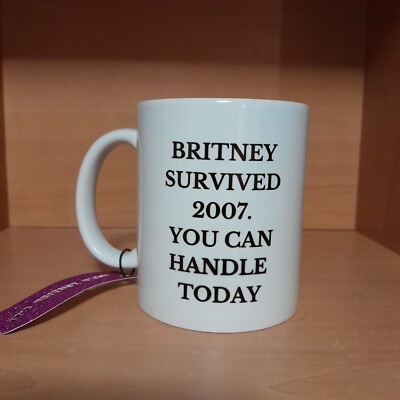 BRITNEY
SURVIVED
2007.
YOU CAN
HANDLE
TODAY